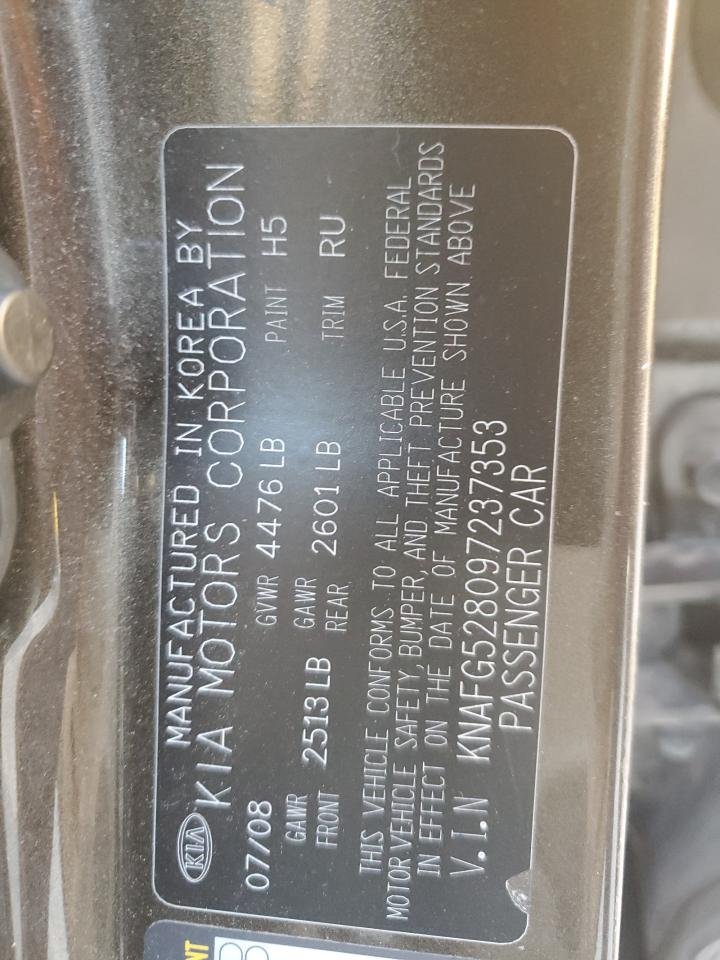 KIA
MANUFACTURED IN KOREA BY
KIA MOTORS CORPORATION
07/08 GVWR 4476 LB PAINT H5
GAWR FRONT 2513 LB GAWR REAR 2601 LB TRIM RU
THIS VEHICLE CONFORMS TO ALL APPLICABLE U.S.A. FEDERAL
MOTOR VEHICLE SAFETY, BUMPER, AND THEFT PREVENTION STANDARDS
IN EFFECT ON THE DATE OF MANUFACTURE SHOWN ABOVE
V.I.N KNAFG528097237353
PASSENGER CAR